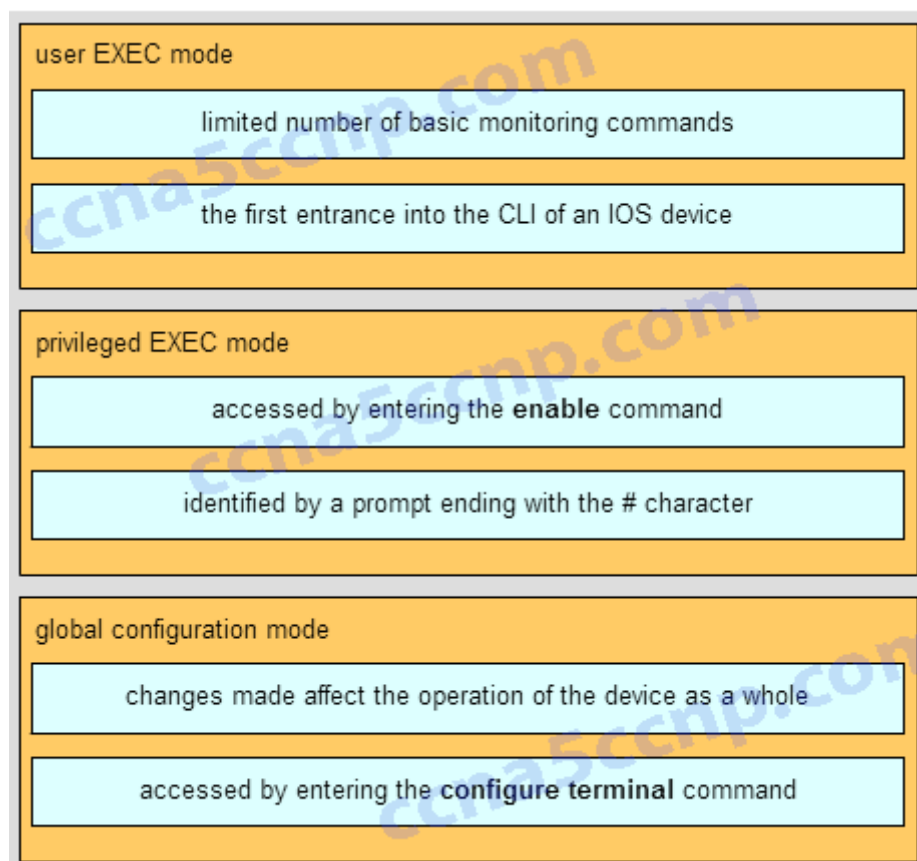 user EXEC mode
limited number of basic monitoring commands
the first entrance into the CLI of an IOS device
privileged EXEC mode
accessed by entering the enable command
identified by a prompt ending with the # character
global configuration mode
changes made affect the operation of the device as a whole
accessed by entering the configure terminal command
ccna5ccnp.com
ccna5ccnp.com
ccna5ccnp.com